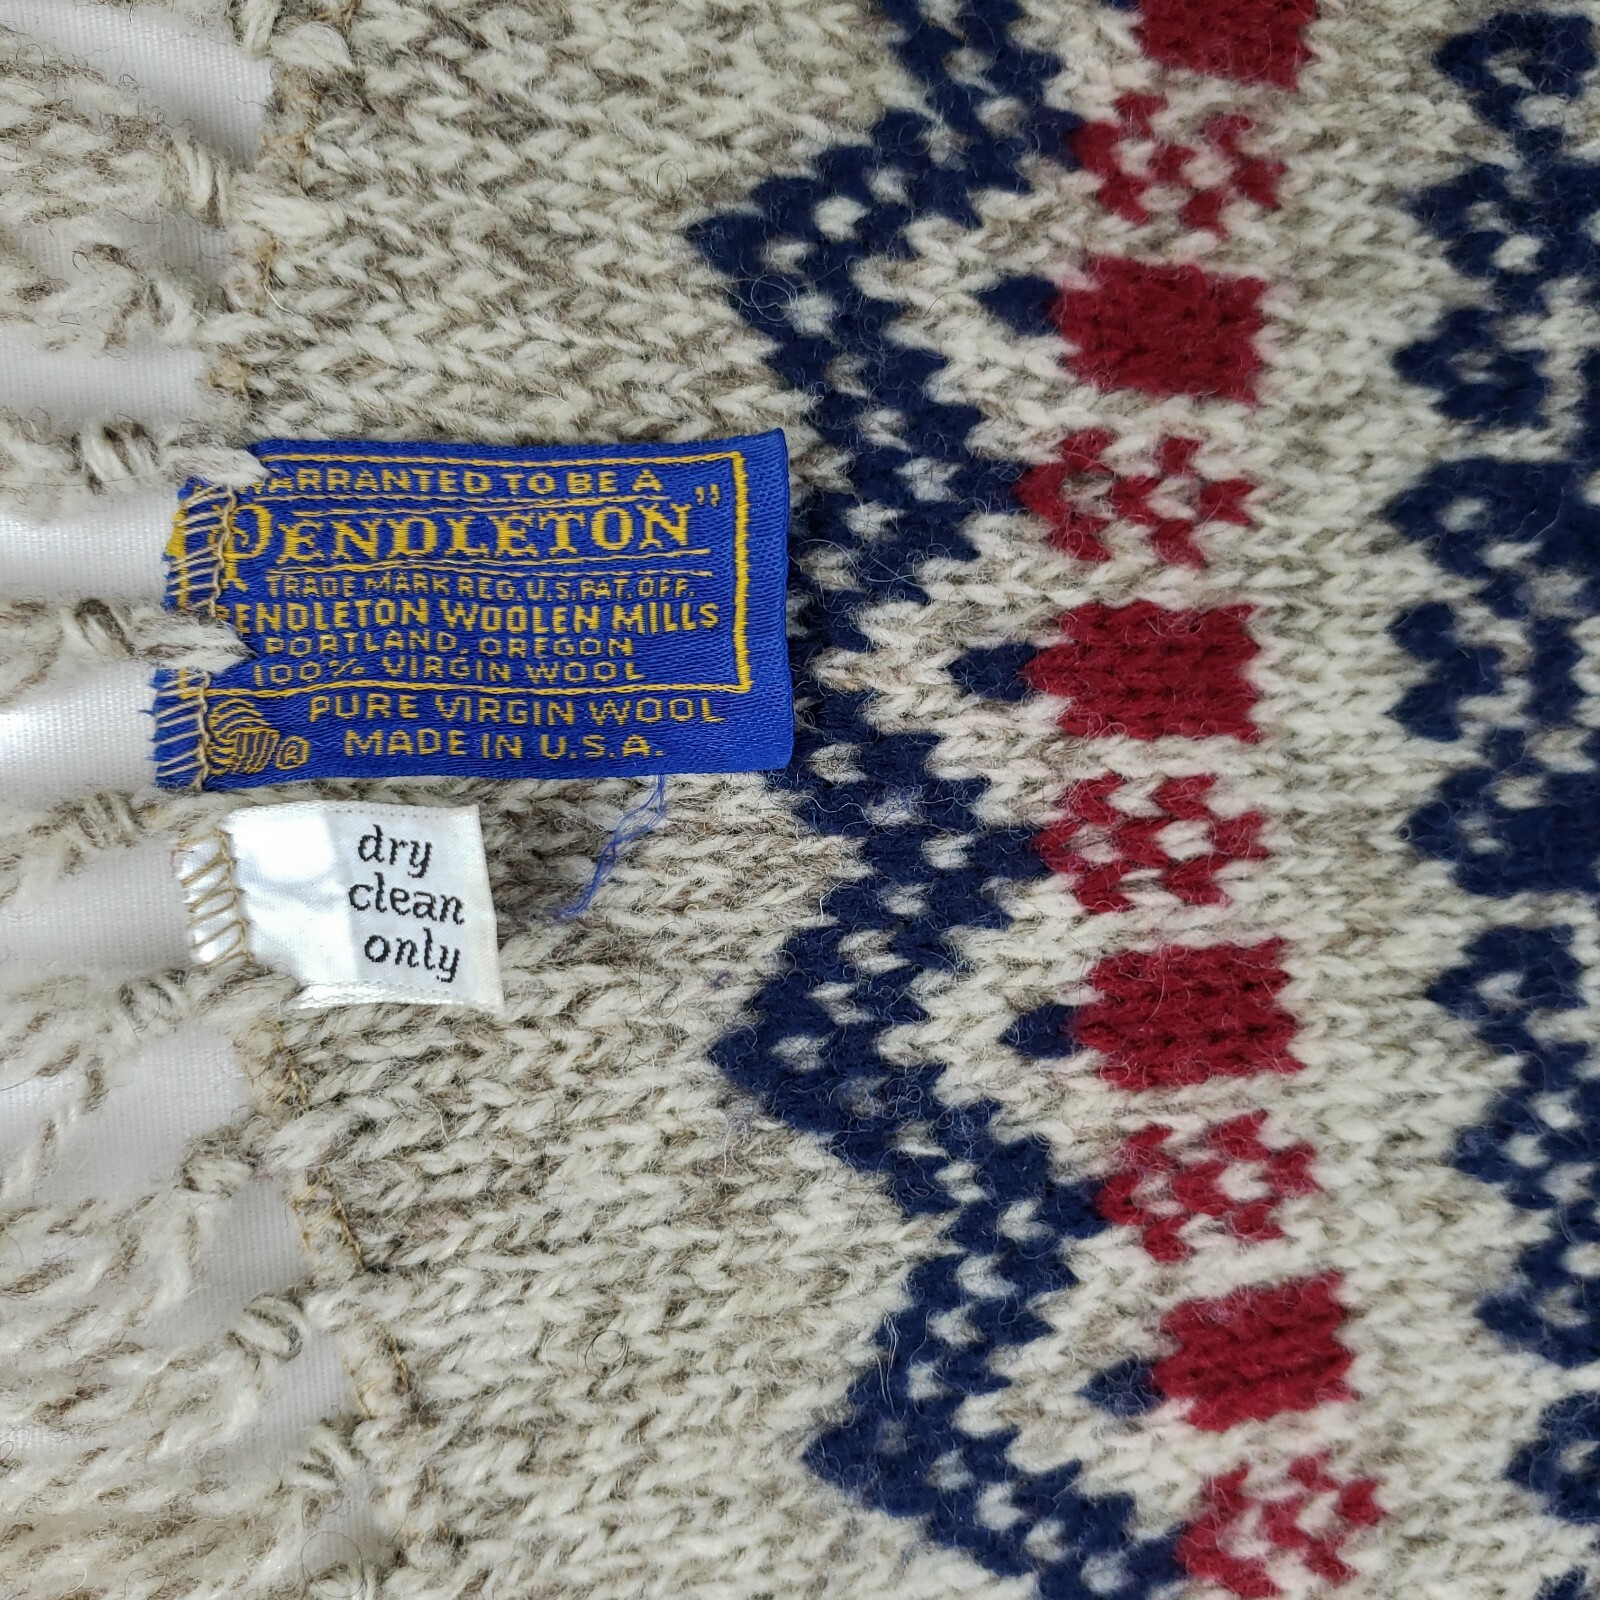 WARRANTED TO BE A
PENDLETON"
TRADE MARK REG. U.S. PAT. OFF.
PENDLETON WOOLEN MILLS
PORTLAND, OREGON
100% VIRGIN WOOL
PURE VIRGIN WOOL
® MADE IN U.S.A.
dry
clean
only